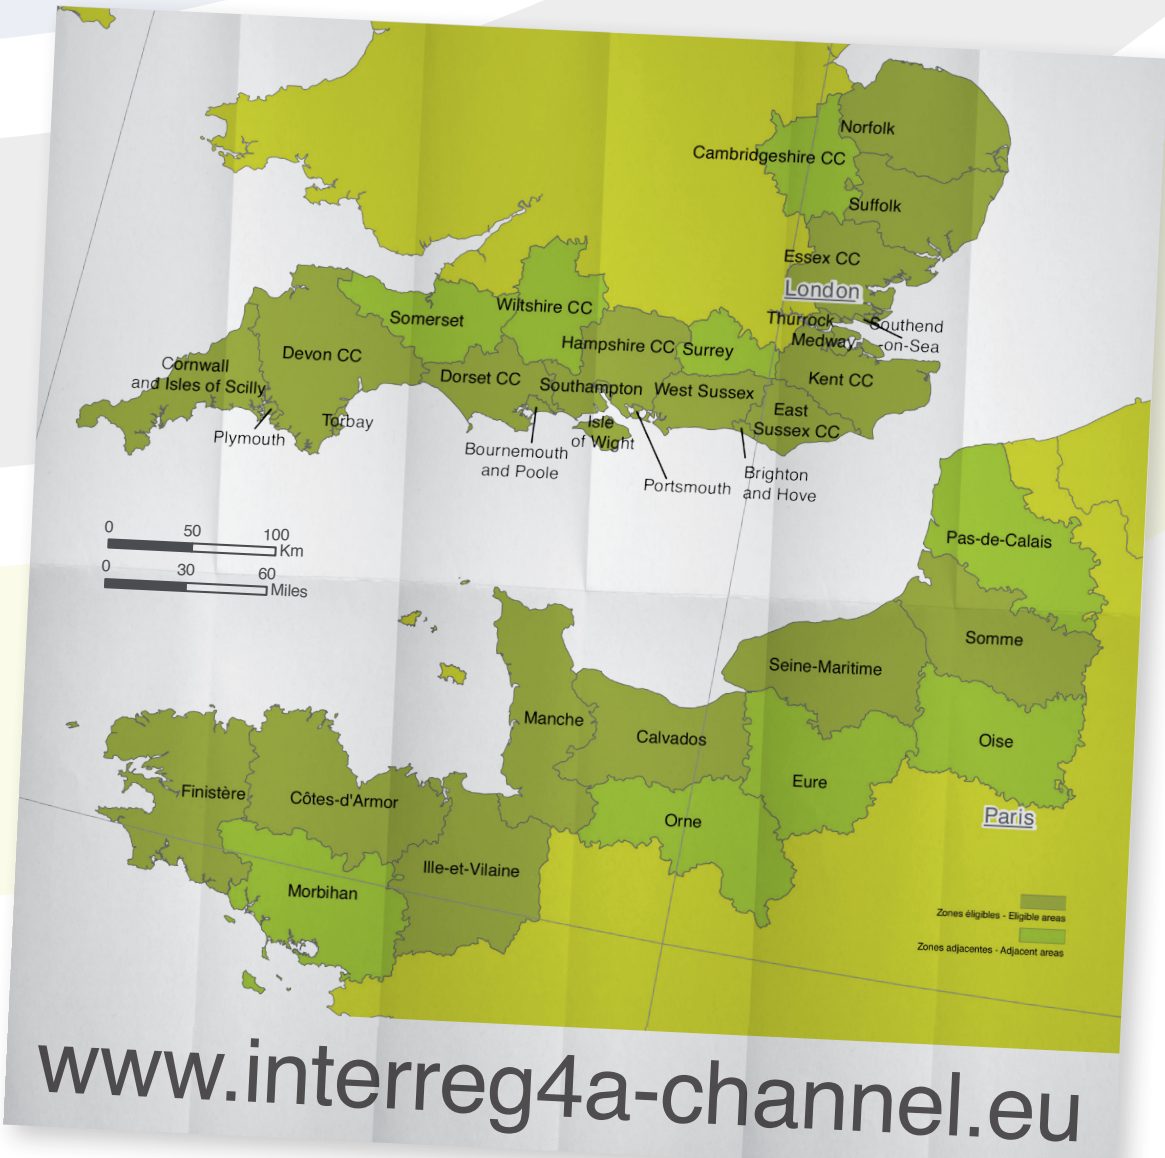 Norfolk
Cambridgeshire CC
Suffolk
Essex CC
London
Thurrock
Southend
-on-Sea
Medway
Wiltshire CC
Somerset
Hampshire CC
Surrey
Devon CC
Cornwall
and Isles of Scilly
Dorset CC
Southampton
West Sussex
Kent CC
East
Sussex CC
Torbay
Plymouth
Isle
of Wight
Bournemouth
and Poole
Portsmouth
Brighton
and Hove
0 50 100
Km
0 30 60
Miles
Pas-de-Calais
Somme
Seine-Maritime
Manche
Calvados
Oise
Eure
Finistère
Côtes-d'Armor
Orne
Paris
Ille-et-Vilaine
Morbihan
Zones éligibles - Eligible areas
Zones adjacentes - Adjacent areas
www.interreg4a-channel.eu